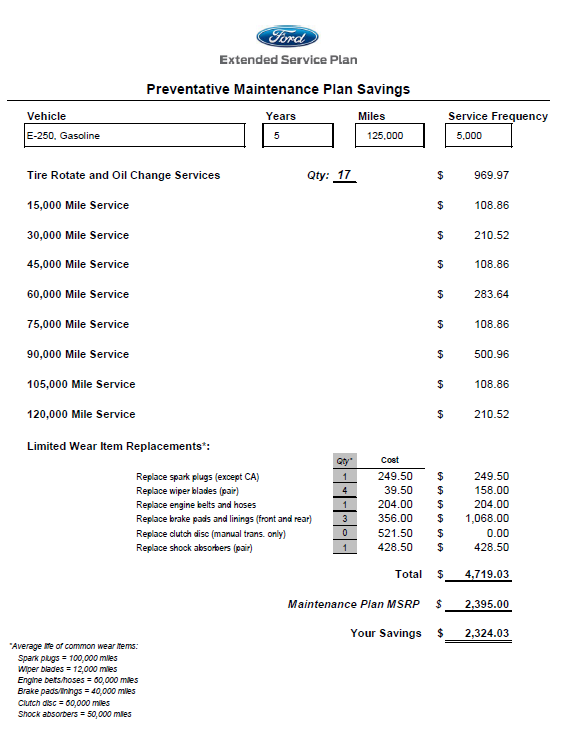 Ford
Extended Service Plan
Preventative Maintenance Plan Savings
Vehicle Years Miles Service Frequency
E-250, Gasoline 5 125,000 5,000
Tire Rotate and Oil Change Services Qty: 17 $ 969.97
15,000 Mile Service $ 108.86
30,000 Mile Service $ 210.52
45,000 Mile Service $ 108.86
60,000 Mile Service $ 283.64
75,000 Mile Service $ 108.86
90,000 Mile Service $ 500.96
105,000 Mile Service $ 108.86
120,000 Mile Service $ 210.52
Limited Wear Item Replacements*:
Qty* Cost
Replace spark plugs (except CA) 1 249.50 $ 249.50
Replace wiper blades (pair) 4 39.50 $ 158.00
Replace engine belts and hoses 1 204.00 $ 204.00
Replace brake pads and linings (front and rear) 3 356.00 $ 1,068.00
Replace clutch disc (manual trans. only) 0 521.50 $ 0.00
Replace shock absorbers (pair) 1 428.50 $ 428.50
Total $ 4,719.03
Maintenance Plan MSRP $ 2,395.00
Your Savings $ 2,324.03
*Average life of common wear items:
Spark plugs = 100,000 miles
Wiper blades = 12,000 miles
Engine belts/hoses = 60,000 miles
Brake pads/linings = 40,000 miles
Clutch disc = 60,000 miles
Shock absorbers = 50,000 miles